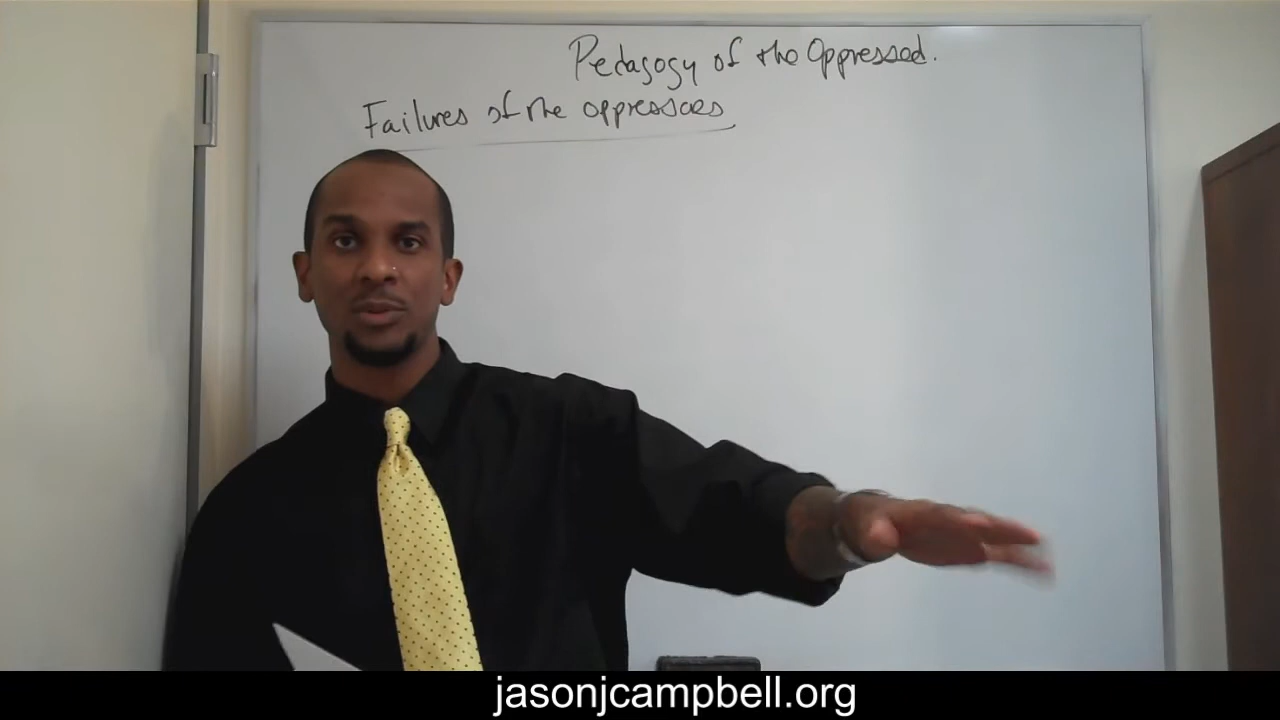 Pedagogy of the Oppressed.
Failures of the oppressors
jasonjcampbell.org